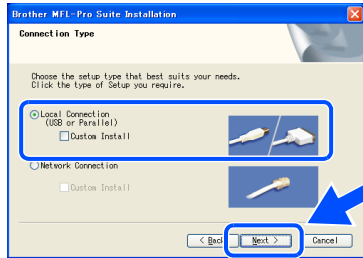 Brother MFL-Pro Suite Installation
Connection Type
Choose the setup type that best suits your needs.
Click the type of Setup you require.
Local Connection
(USB or Parallel)
Custom Install
Network Connection
Custom Install
< Back
Next >
Cancel